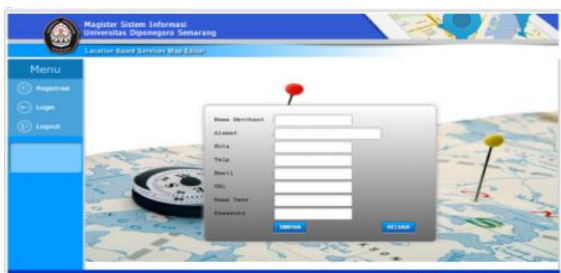 Magister Sistem Informasi
Universitas Diponegoro Semarang
Location Based Services Map Editor
Menu
Registrasi
Login
Logout
Nama Merchant
Alamat
Kota
Telp
Email
URL
Nama User
Password
SIMPAN
KELUAR